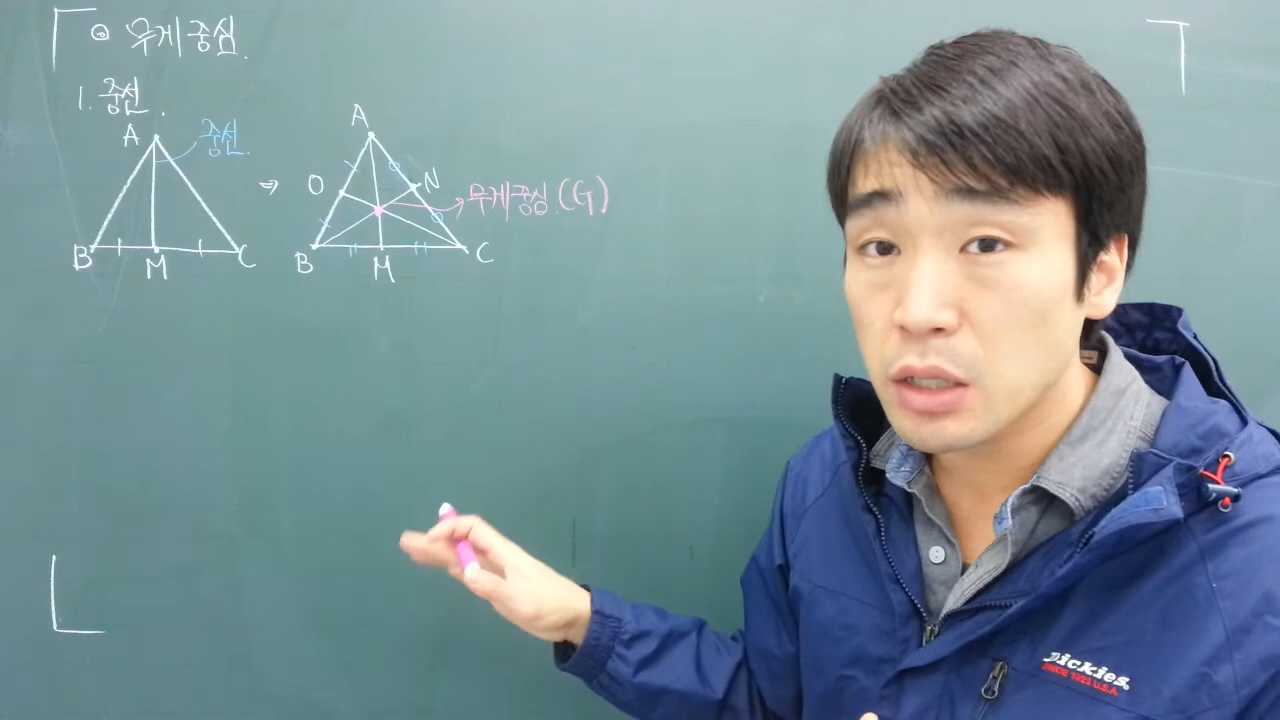 ⊙ 무게중심.
1. 중선.
A
중선.
B
M
C
⇒
A
O
N
무게중심 (G)
B
M
C
Dickies.
SINCE 1922 U.S.A.